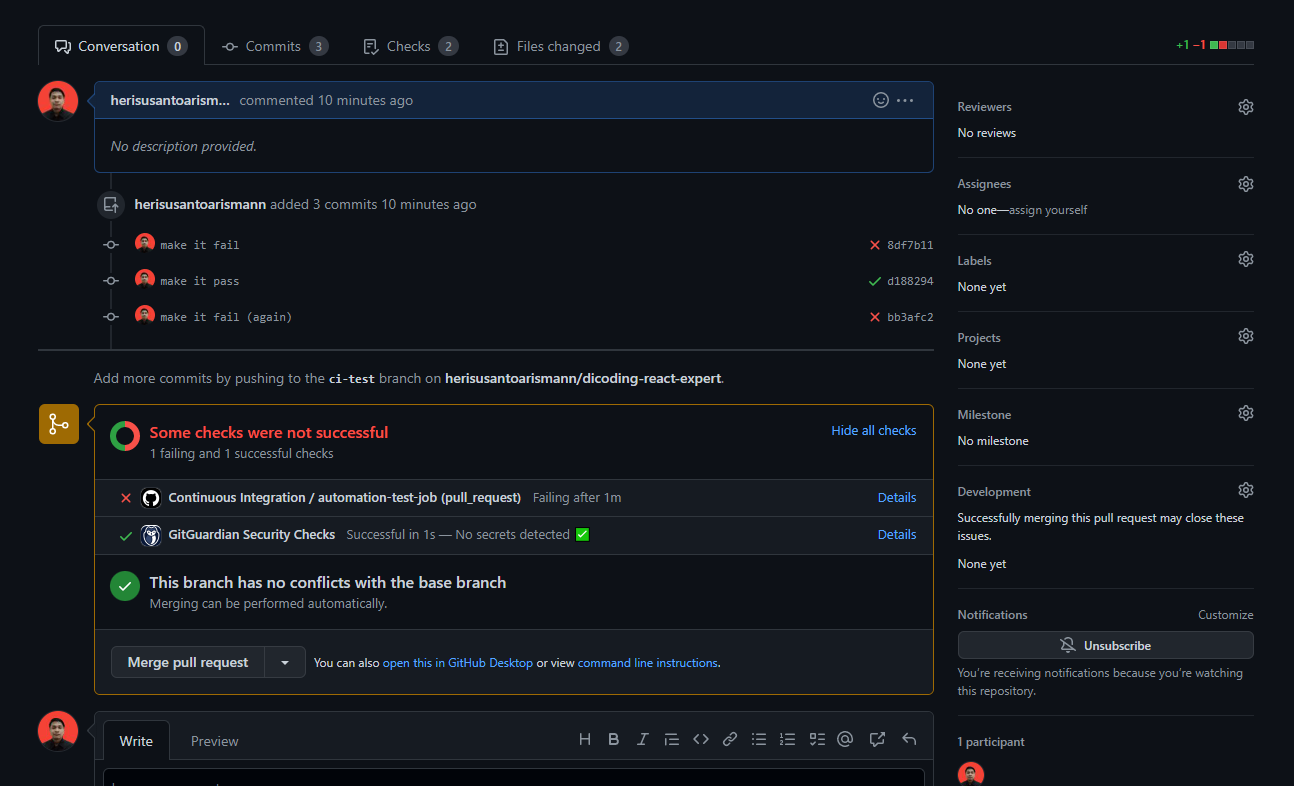 Conversation 0 Commits 3 Checks 2 Files changed 2 +1 −1
herisusantoarism... commented 10 minutes ago
No description provided.
herisusantoarismann added 3 commits 10 minutes ago
make it fail 8df7b11
make it pass d188294
make it fail (again) bb3afc2
Add more commits by pushing to the ci-test branch on herisusantoarismann/dicoding-react-expert.
Some checks were not successful
Hide all checks
1 failing and 1 successful checks
Continuous Integration / automation-test-job (pull_request) Failing after 1m Details
GitGuardian Security Checks Successful in 1s — No secrets detected ✅ Details
This branch has no conflicts with the base branch
Merging can be performed automatically.
Merge pull request You can also open this in GitHub Desktop or view command line instructions.
Write Preview
Reviewers
No reviews
Assignees
No one—assign yourself
Labels
None yet
Projects
None yet
Milestone
No milestone
Development
Successfully merging this pull request may close these
issues.
None yet
Notifications Customize
Unsubscribe
You're receiving notifications because you're watching
this repository.
1 participant